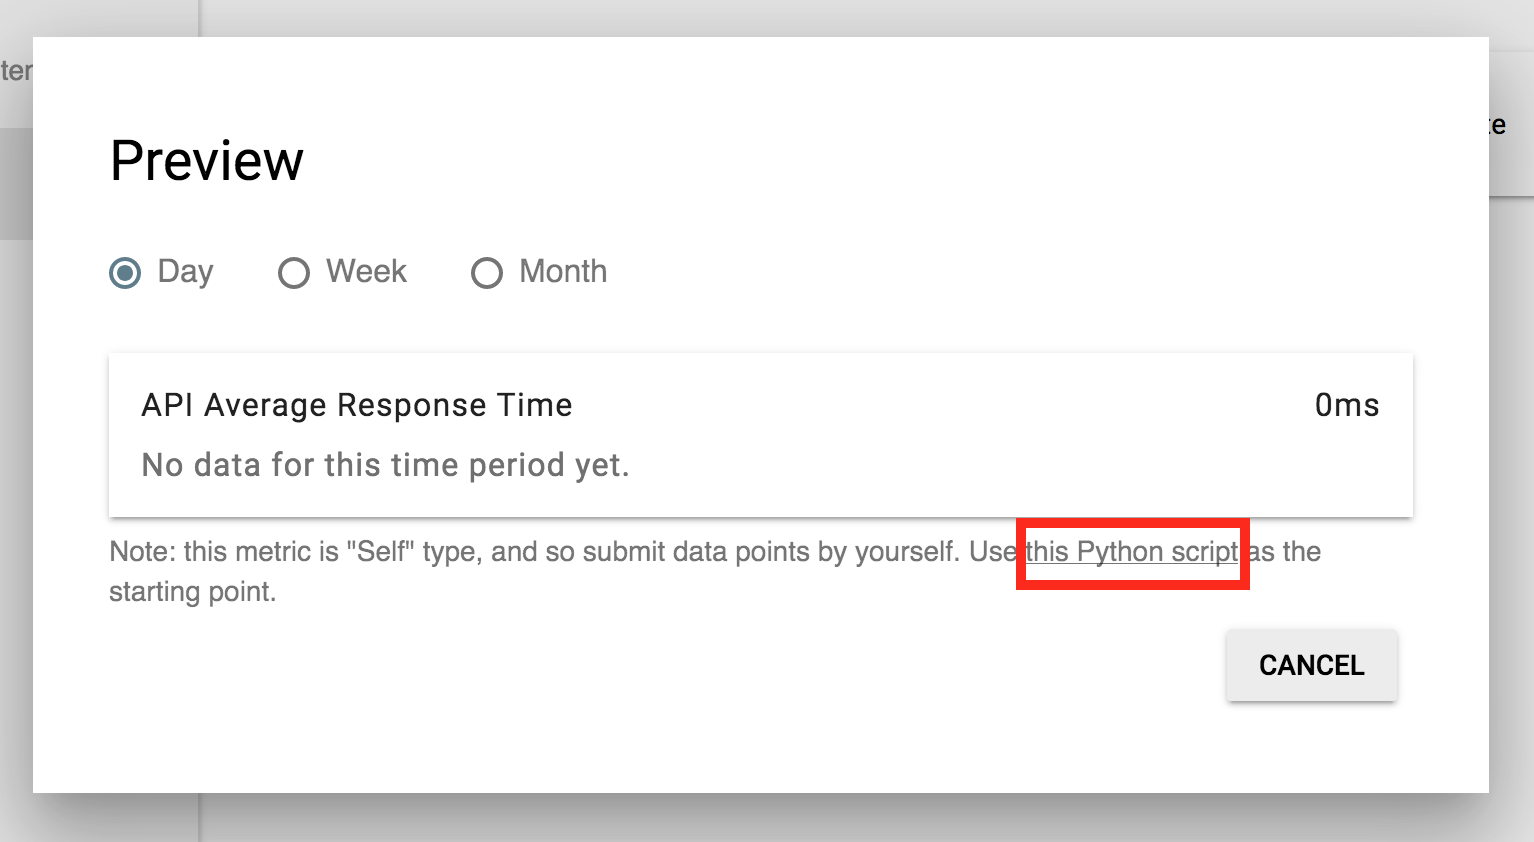 ter
te
Preview
Day Week Month
API Average Response Time 0ms
No data for this time period yet.
Note: this metric is "Self" type, and so submit data points by yourself. Use this Python script as the
starting point.
CANCEL